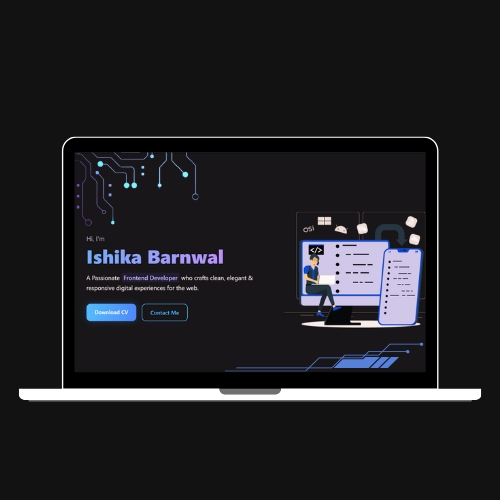 Hi, I'm
Ishika Barnwal
A Passionate Frontend Developer who crafts clean, elegant &
responsive digital experiences for the web.
Download CV
Contact Me
OSI
</>